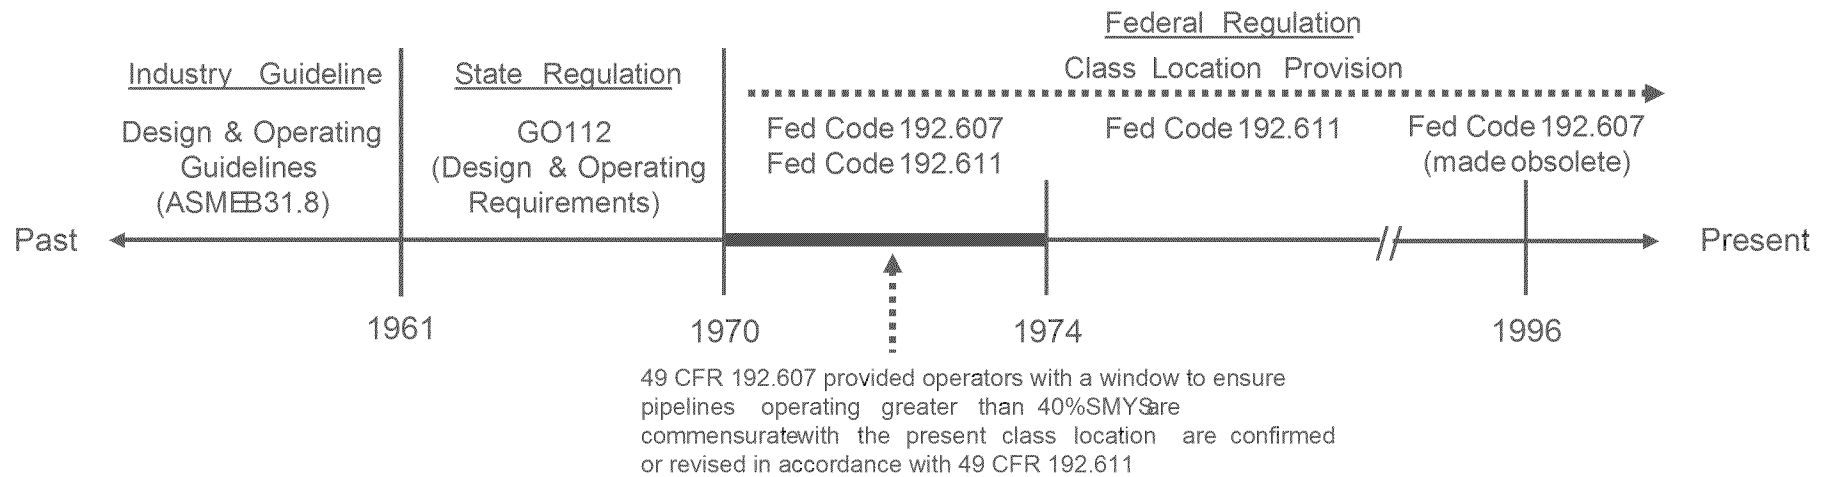 Federal Regulation
Industry Guideline
State Regulation
Class Location Provision
Design & Operating
Guidelines
(ASME B31.8)
GO112
(Design & Operating
Requirements)
Fed Code 192.607
Fed Code 192.611
Fed Code 192.611
Fed Code 192.607
(made obsolete)
Past
Present
1961
1970
1974
1996
49 CFR 192.607 provided operators with a window to ensure
pipelines operating greater than 40%SMYS are
commensurate with the present class location are confirmed
or revised in accordance with 49 CFR 192.611